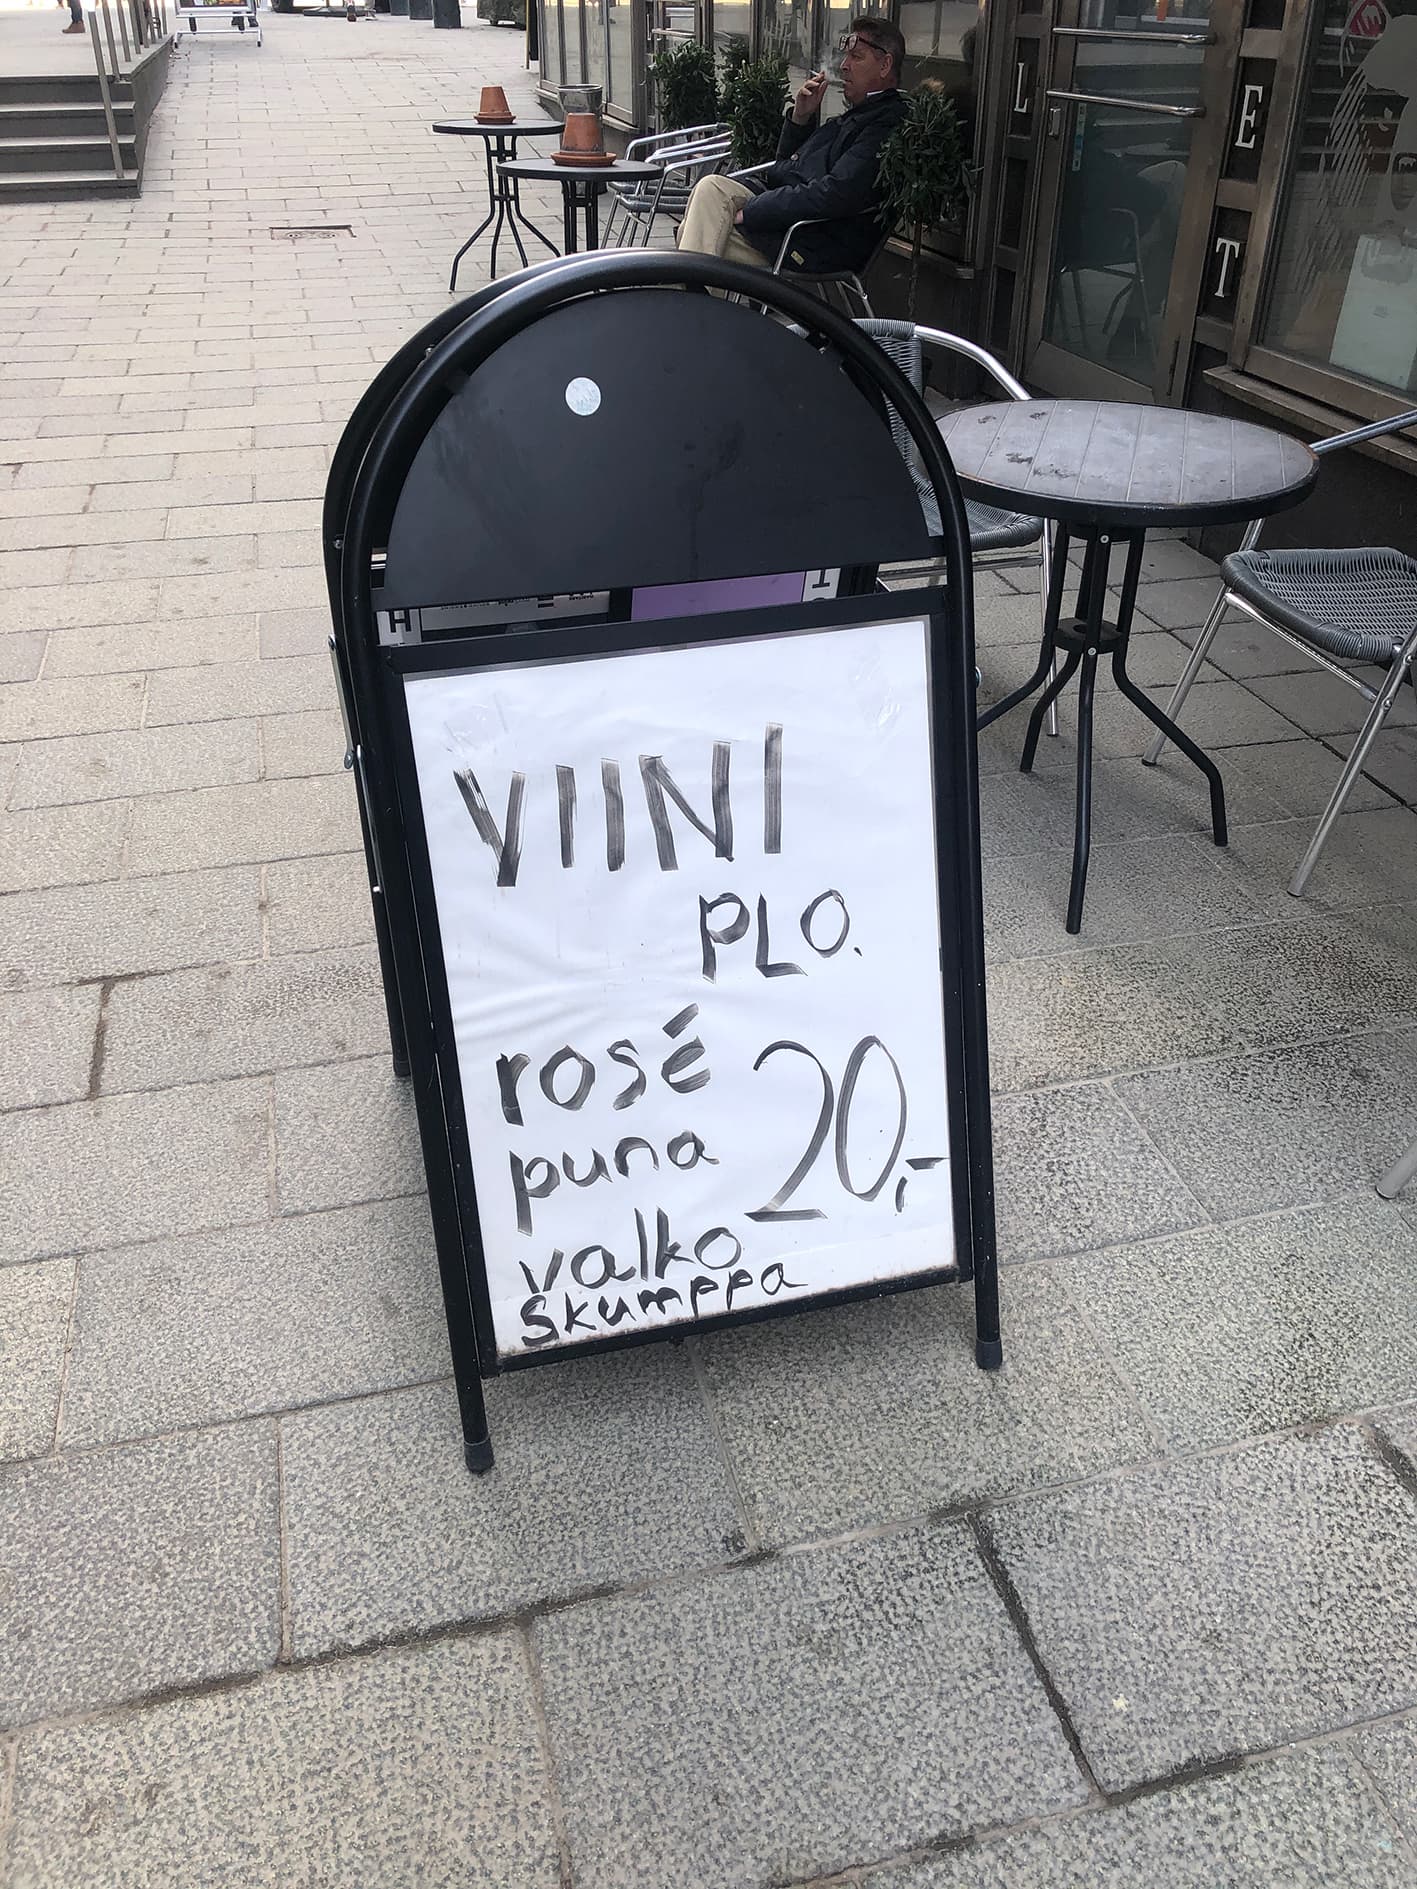 VIINI
PLO.
rosé
puna
valko
skumppa
20,-
L
E
T
H